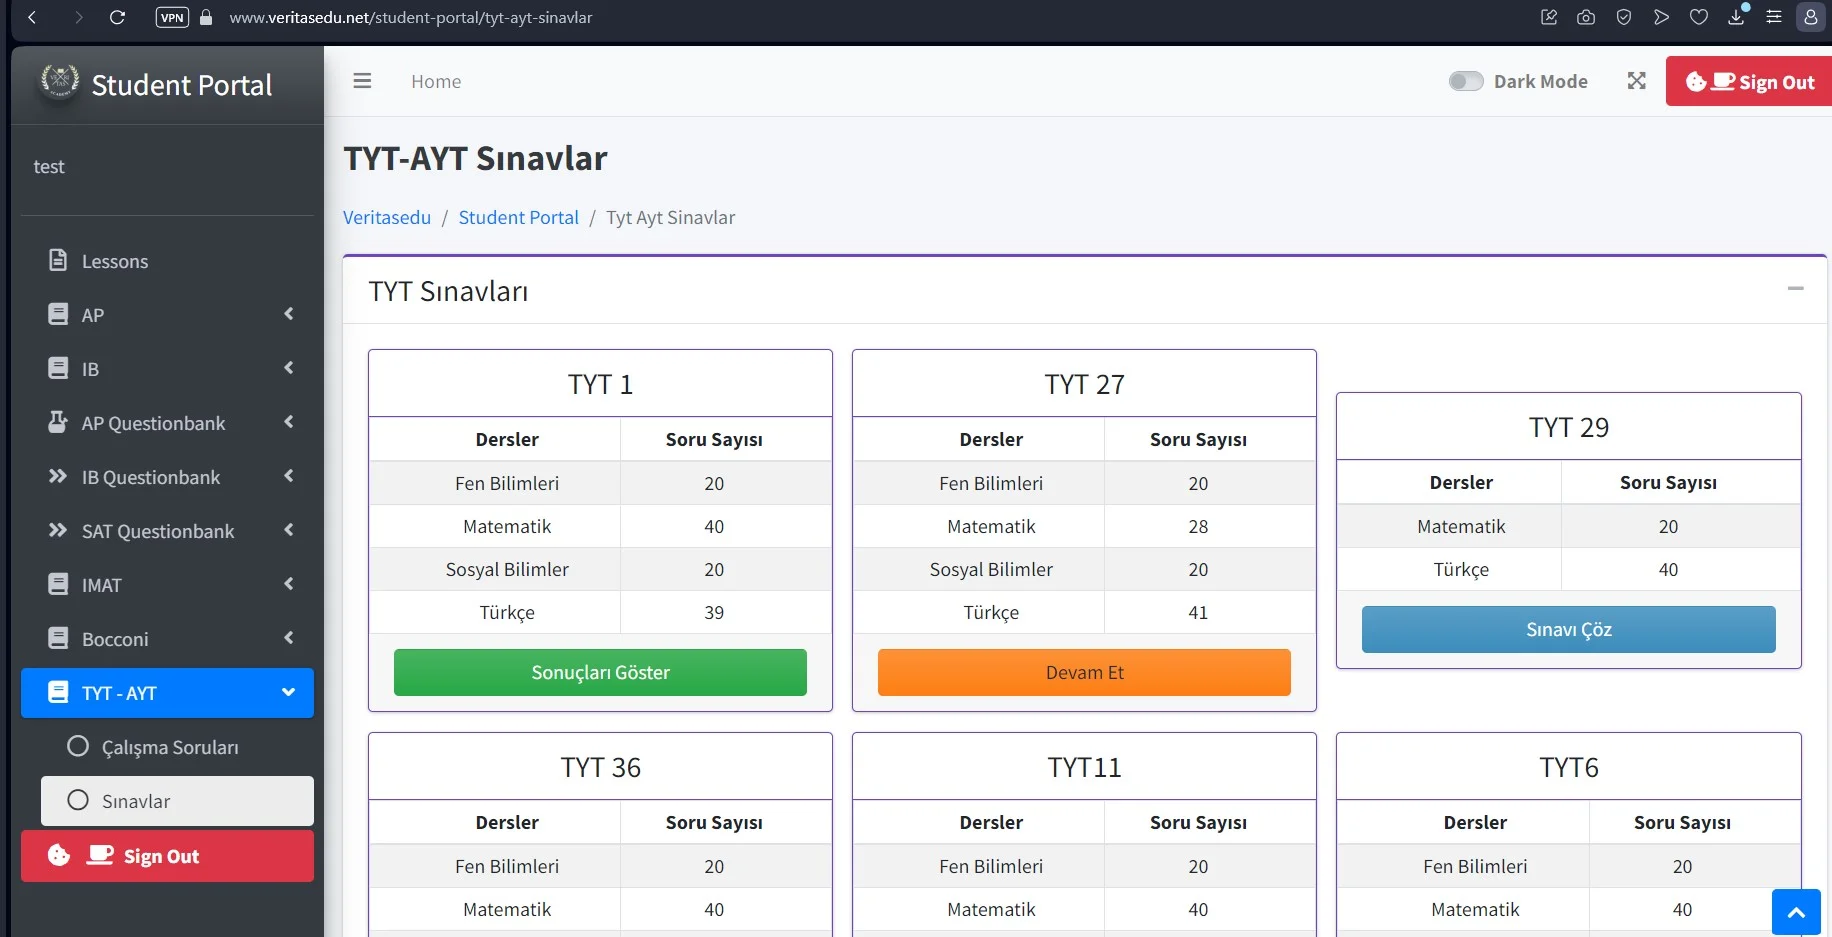 VPN
www.veritasedu.net/student-portal/tyt-ayt-sinavlar
Student Portal
Home
Dark Mode
Sign Out
test
TYT-AYT Sınavlar
Veritasedu / Student Portal / Tyt Ayt Sinavlar
Lessons
AP
IB
AP Questionbank
IB Questionbank
SAT Questionbank
IMAT
Bocconi
TYT - AYT
Çalışma Soruları
Sınavlar
Sign Out
TYT Sınavları
TYT 1
Dersler Soru Sayısı
Fen Bilimleri 20
Matematik 40
Sosyal Bilimler 20
Türkçe 39
Sonuçları Göster
TYT 27
Dersler Soru Sayısı
Fen Bilimleri 20
Matematik 28
Sosyal Bilimler 20
Türkçe 41
Devam Et
TYT 29
Dersler Soru Sayısı
Matematik 20
Türkçe 40
Sınavı Çöz
TYT 36
Dersler Soru Sayısı
Fen Bilimleri 20
Matematik 40
TYT11
Dersler Soru Sayısı
Fen Bilimleri 20
Matematik 40
TYT6
Dersler Soru Sayısı
Fen Bilimleri 20
Matematik 40